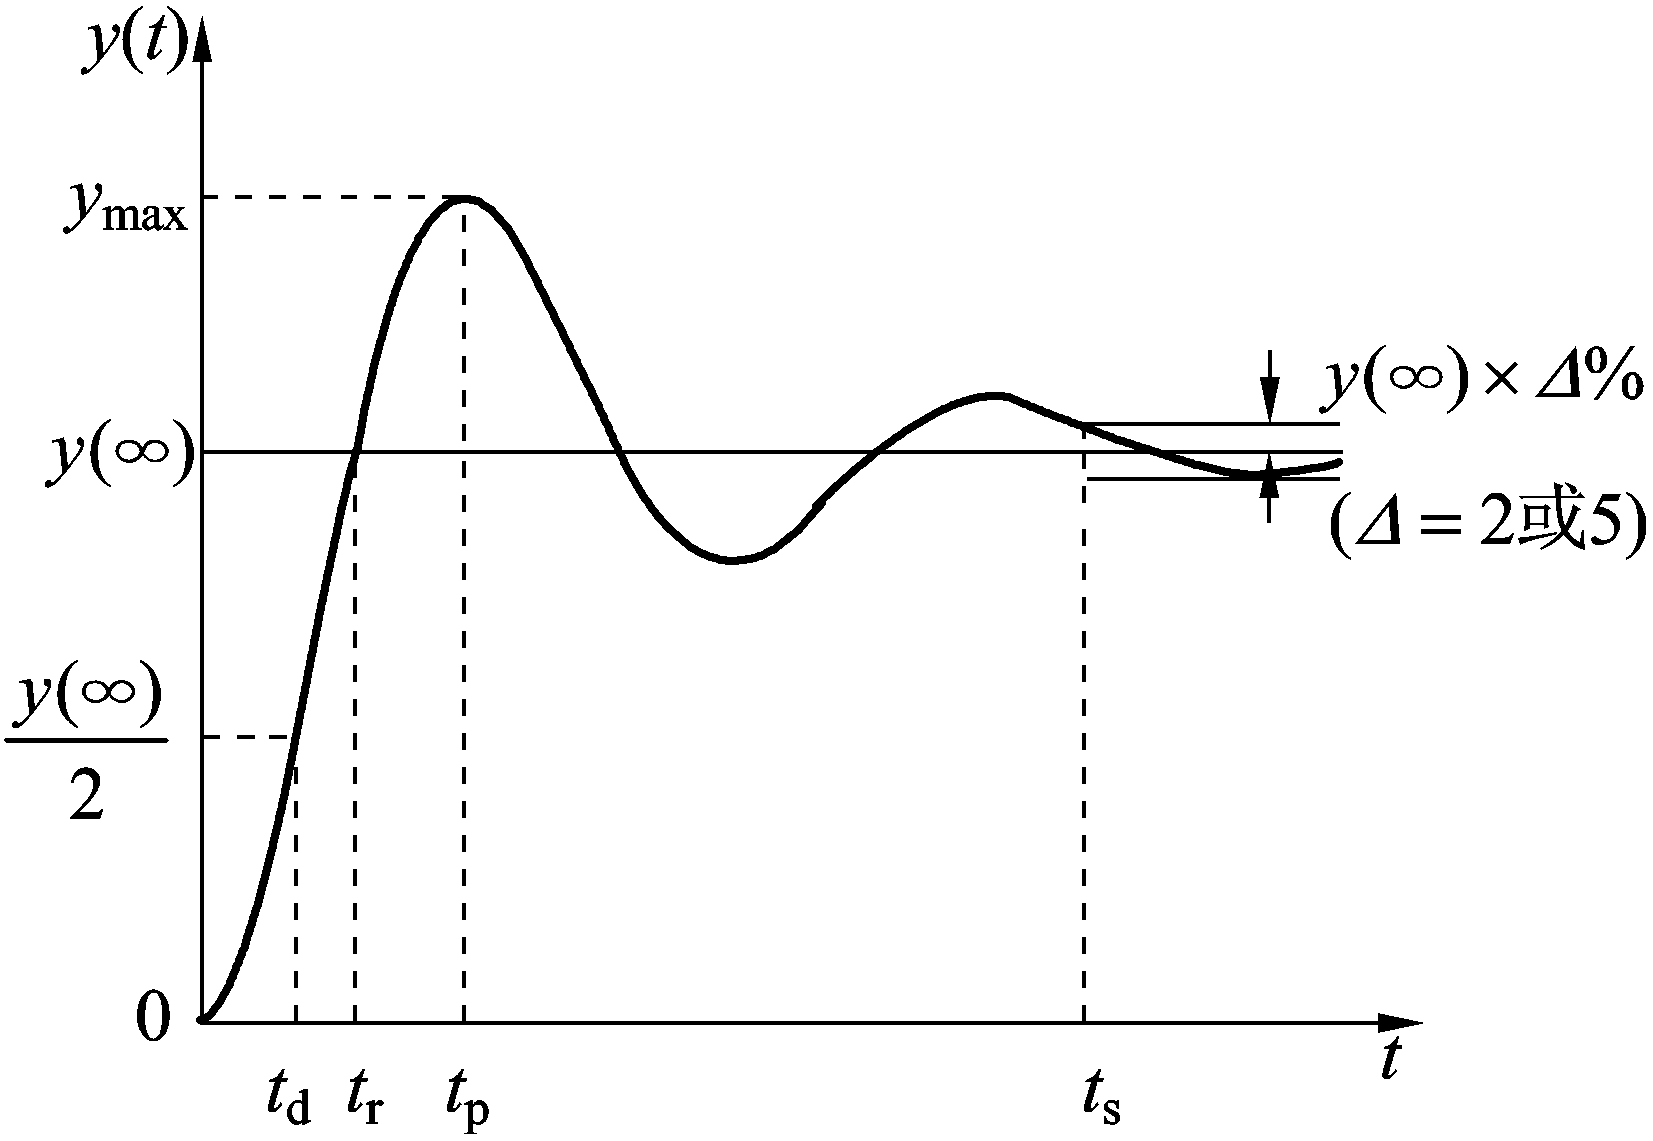 y(t)
y_max
y(∞)
y(∞)/2
0
y(∞) × Δ%
(Δ = 2或5)
t_d t_r t_p t_s
t